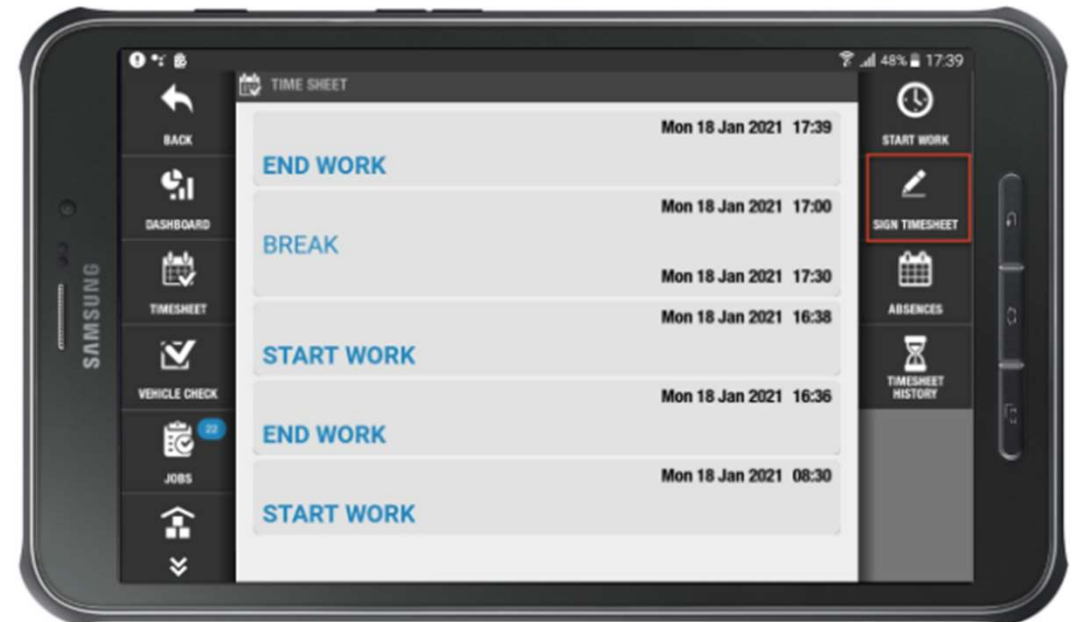 48% 17:39
BACK
DASHBOARD
TIMESHEET
VEHICLE CHECK
22
JOBS
TIME SHEET
Mon 18 Jan 2021 17:39
END WORK
Mon 18 Jan 2021 17:00
BREAK
Mon 18 Jan 2021 17:30
Mon 18 Jan 2021 16:38
START WORK
Mon 18 Jan 2021 16:36
END WORK
Mon 18 Jan 2021 08:30
START WORK
START WORK
SIGN TIMESHEET
ABSENCES
TIMESHEET
HISTORY
SAMSUNG